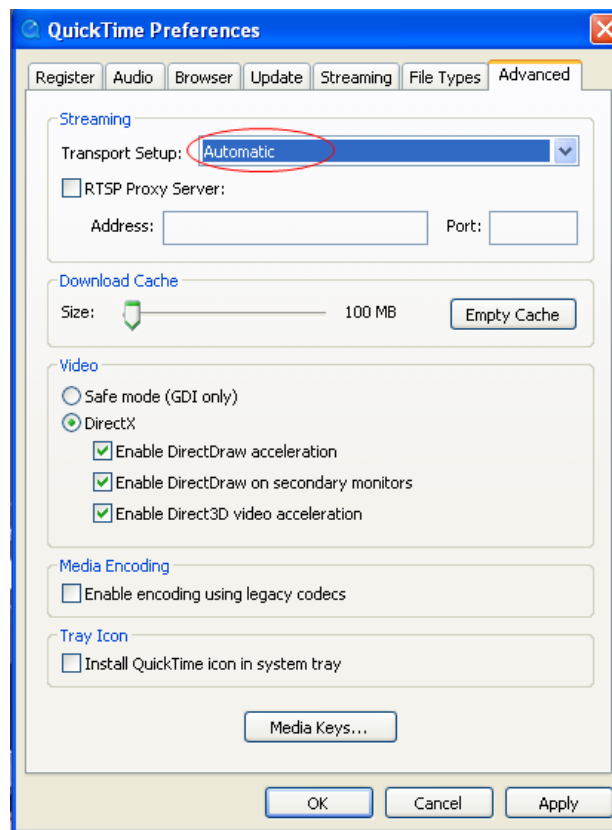 QuickTime Preferences
Register Audio Browser Update Streaming File Types Advanced
Streaming
Transport Setup: Automatic
RTSP Proxy Server:
Address: Port:
Download Cache
Size: 100 MB Empty Cache
Video
Safe mode (GDI only)
DirectX
Enable DirectDraw acceleration
Enable DirectDraw on secondary monitors
Enable Direct3D video acceleration
Media Encoding
Enable encoding using legacy codecs
Tray Icon
Install QuickTime icon in system tray
Media Keys...
OK Cancel Apply